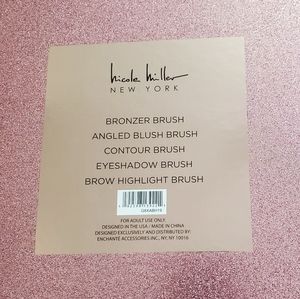 nicole miller
NEW YORK
BRONZER BRUSH
ANGLED BLUSH BRUSH
CONTOUR BRUSH
EYESHADOW BRUSH
BROW HIGHLIGHT BRUSH
FOR ADULT USE ONLY.
DESIGNED IN THE USA / MADE IN CHINA
DESIGNED EXCLUSIVELY AND DISTRIBUTED BY:
ENCHANTÉ ACCESSORIES INC., NY, NY 10016